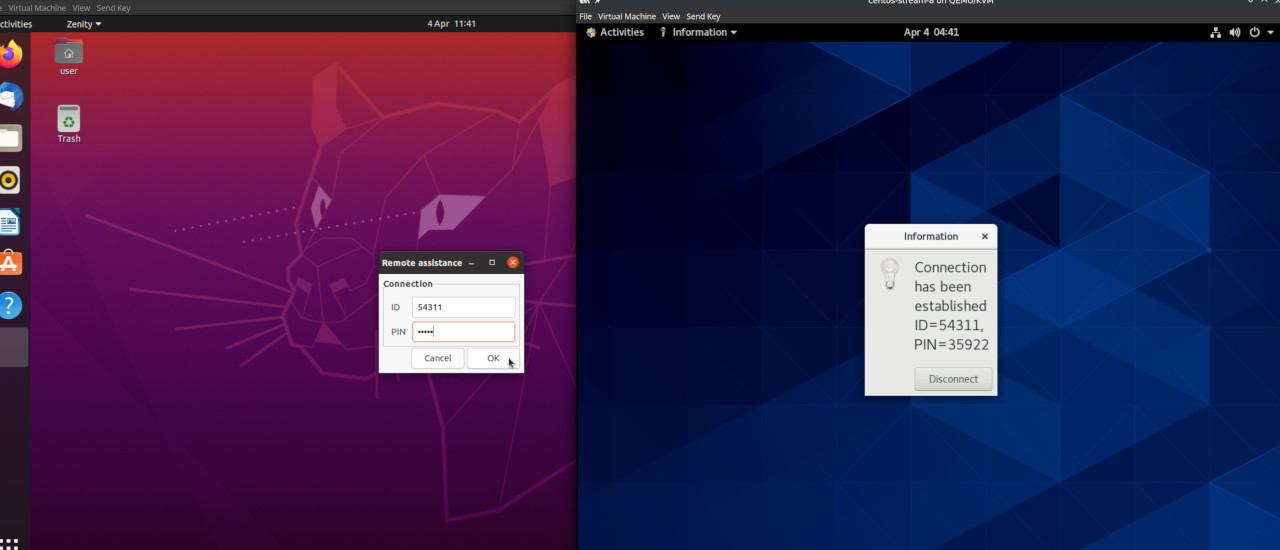 Virtual Machine View Send Key
ctivities Zenity 4 Apr 11:41
user
Trash
Remote assistance
Connection
ID 54311
PIN •••••
Cancel OK
centos-stream-8 on QEMU/KVM
File Virtual Machine View Send Key
Activities Information Apr 4 04:41
Information
Connection
has been
established
ID=54311,
PIN=35922
Disconnect